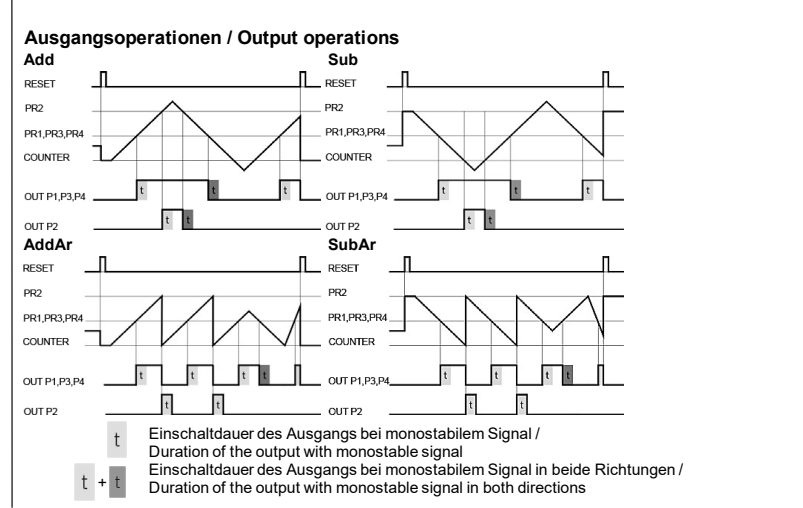 Ausgangsoperationen / Output operations
Add
RESET
PR2
PR1,PR3,PR4
COUNTER
OUT P1,P3,P4
t
t
t
OUT P2
t
t
Sub
RESET
PR2
PR1,PR3,PR4
COUNTER
OUT P1,P3,P4
t
t
t
OUT P2
t
t
AddAr
RESET
PR2
PR1,PR3,PR4
COUNTER
OUT P1,P3,P4
t
t
t
t
OUT P2
t
t
SubAr
RESET
PR2
PR1,PR3,PR4
COUNTER
OUT P1,P3,P4
t
t
t
t
OUT P2
t
t
t
Einschaltdauer des Ausgangs bei monostabilem Signal /
Duration of the output with monostable signal
t + t
Einschaltdauer des Ausgangs bei monostabilem Signal in beide Richtungen /
Duration of the output with monostable signal in both directions